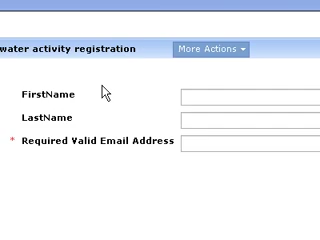 water activity registration More Actions
FirstName
LastName
* Required Valid Email Address